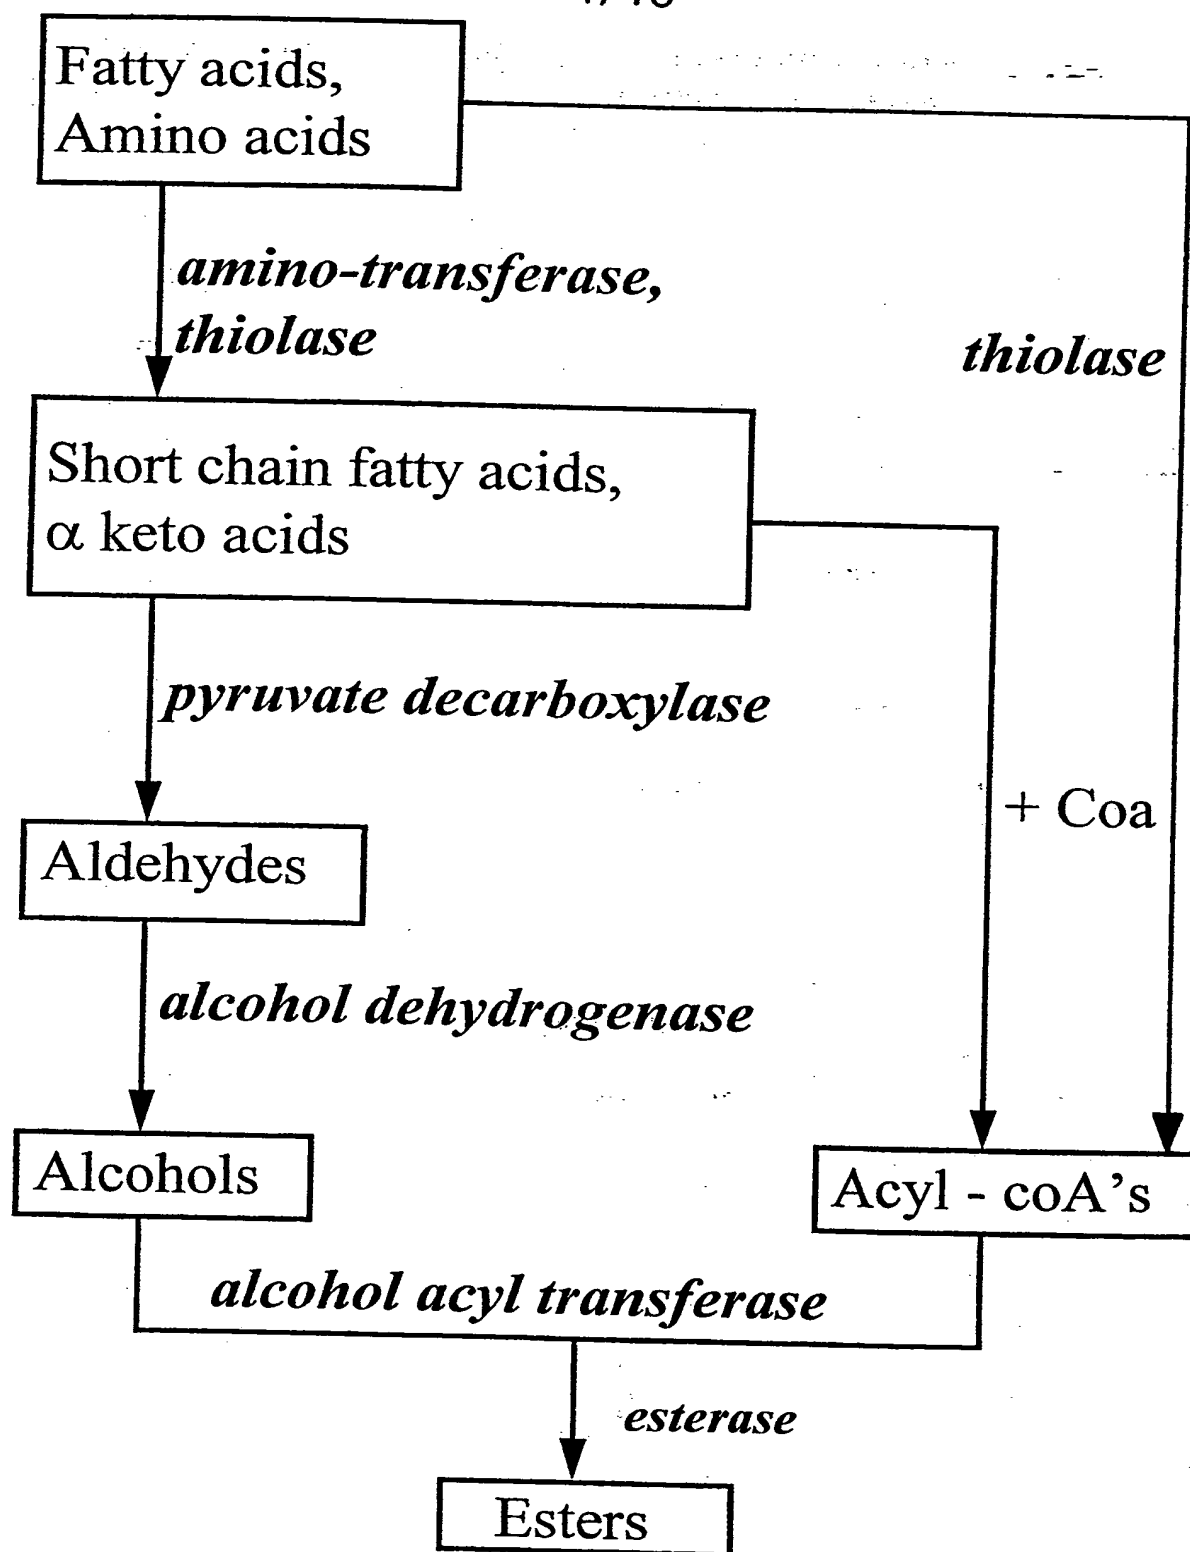 Fatty acids,
Amino acids
amino-transferase,
thiolase
thiolase
Short chain fatty acids,
α keto acids
pyruvate decarboxylase
+ Coa
Aldehydes
alcohol dehydrogenase
Alcohols
Acyl - coA's
alcohol acyl transferase
esterase
Esters